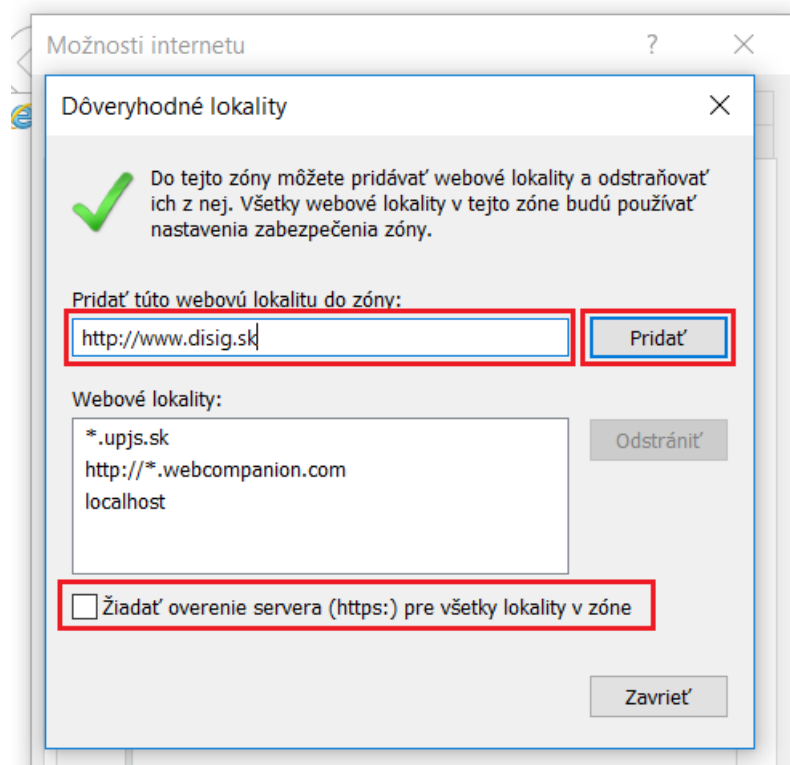 Možnosti internetu
?
Dôveryhodné lokality
Do tejto zóny môžete pridávať webové lokality a odstraňovať
ich z nej. Všetky webové lokality v tejto zóne budú používať
nastavenia zabezpečenia zóny.
Pridať túto webovú lokalitu do zóny:
http://www.disig.sk
Pridať
Webové lokality:
*.upjs.sk
http://*.webcompanion.com
localhost
Odstrániť
Žiadať overenie servera (https:) pre všetky lokality v zóne
Zavrieť